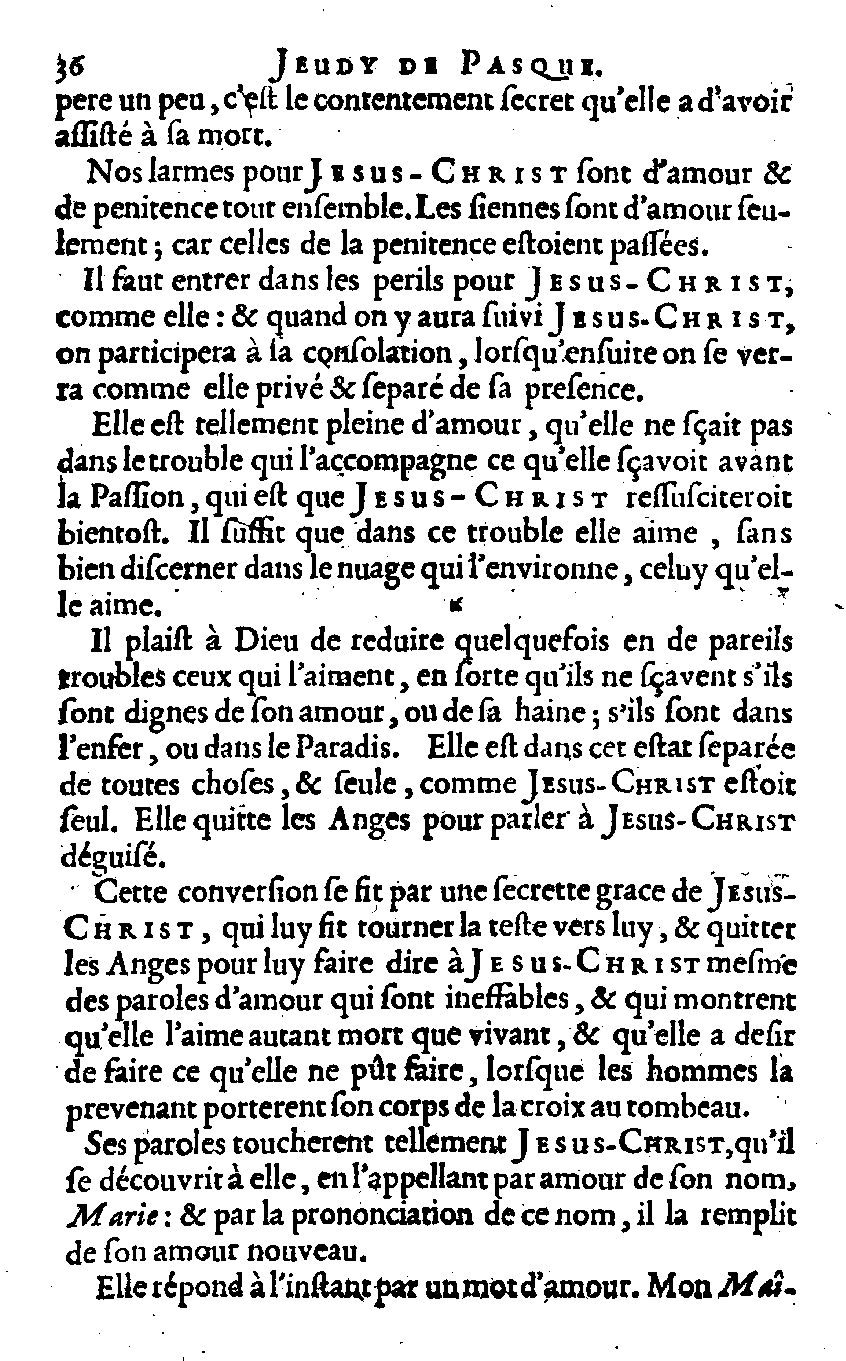 36 JEUDY DE PASQUE.
pere un peu, c'eſt le contentement ſecret qu'elle a d'avoir
aſſiſté à ſa mort.
Nos larmes pour JESUS-CHRIST ſont d'amour &
de penitence tout enſemble. Les ſiennes ſont d'amour ſeu-
lement; car celles de la penitence eſtoient paſſées.
Il faut entrer dans les perils pour JESUS-CHRIST,
comme elle: & quand on y aura ſuivi JESUS-CHRIST,
on participera à ſa conſolation, lorſqu'enſuite on ſe ver-
ra comme elle privé & ſeparé de ſa preſence.
Elle eſt tellement pleine d'amour, qu'elle ne ſçait pas
dans le trouble qui l'accompagne ce qu'elle ſçavoit avant
la Paſſion, qui eſt que JESUS-CHRIST reſſuſciteroit
bientoſt. Il ſuffit que dans ce trouble elle aime, ſans
bien diſcerner dans le nuage qui l'environne, celuy qu'el-
le aime.
Il plaiſt à Dieu de reduire quelquefois en de pareils
troubles ceux qui l'aiment, en ſorte qu'ils ne ſçavent s'ils
ſont dignes de ſon amour, ou de ſa haine; s'ils ſont dans
l'enfer, ou dans le Paradis. Elle eſt dans cet eſtat ſeparée
de toutes choſes, & ſeule, comme JESUS-CHRIST eſtoit
ſeul. Elle quitte les Anges pour parler à JESUS-CHRIST
déguiſé.
Cette converſion ſe fit par une ſecrette grace de JESUS-
CHRIST, qui luy fit tourner la teſte vers luy, & quitter
les Anges pour luy faire dire à JESUS-CHRIST meſme
des paroles d'amour qui ſont ineffables, & qui montrent
qu'elle l'aime autant mort que vivant, & qu'elle a deſir
de faire ce qu'elle ne pût faire, lorſque les hommes la
prevenant porterent ſon corps de la croix au tombeau.
Ses paroles toucherent tellement JESUS-CHRIST, qu'il
ſe découvrit à elle, en l'appellant par amour de ſon nom,
Marie: & par la prononciation de ce nom, il la remplit
de ſon amour nouveau.
Elle répond à l'inſtant par un mot d'amour. Mon Maî-